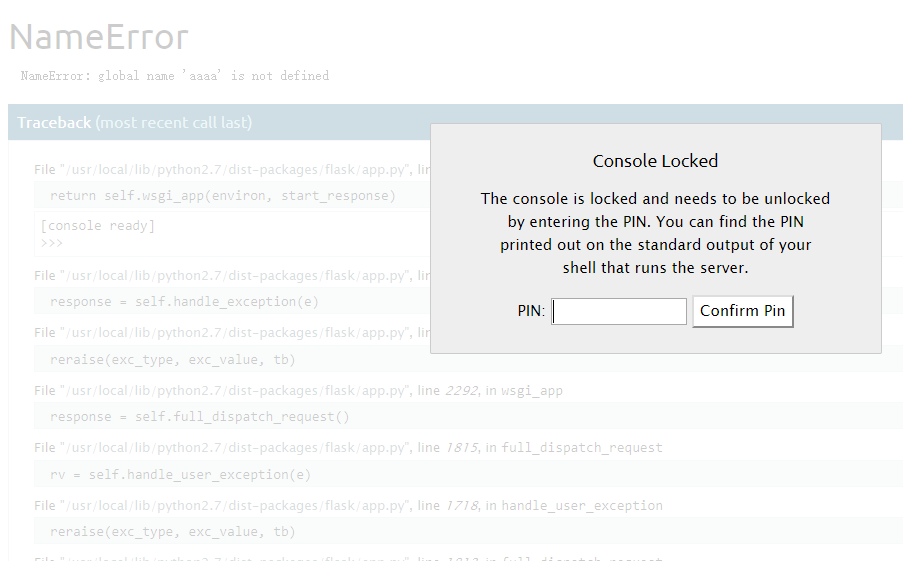 NameError
NameError: global name 'aaaa' is not defined
Traceback (most recent call last)
File "/usr/local/lib/python2.7/dist-packages/flask/app.py", lin
return self.wsgi_app(environ, start_response)
[console ready]
>>>
File "/usr/local/lib/python2.7/dist-packages/flask/app.py", lin
response = self.handle_exception(e)
File "/usr/local/lib/python2.7/dist-packages/flask/app.py", lin
reraise(exc_type, exc_value, tb)
File "/usr/local/lib/python2.7/dist-packages/flask/app.py", line 2292, in wsgi_app
response = self.full_dispatch_request()
File "/usr/local/lib/python2.7/dist-packages/flask/app.py", line 1815, in full_dispatch_request
rv = self.handle_user_exception(e)
File "/usr/local/lib/python2.7/dist-packages/flask/app.py", line 1718, in handle_user_exception
reraise(exc_type, exc_value, tb)
Console Locked
The console is locked and needs to be unlocked
by entering the PIN. You can find the PIN
printed out on the standard output of your
shell that runs the server.
PIN: Confirm Pin